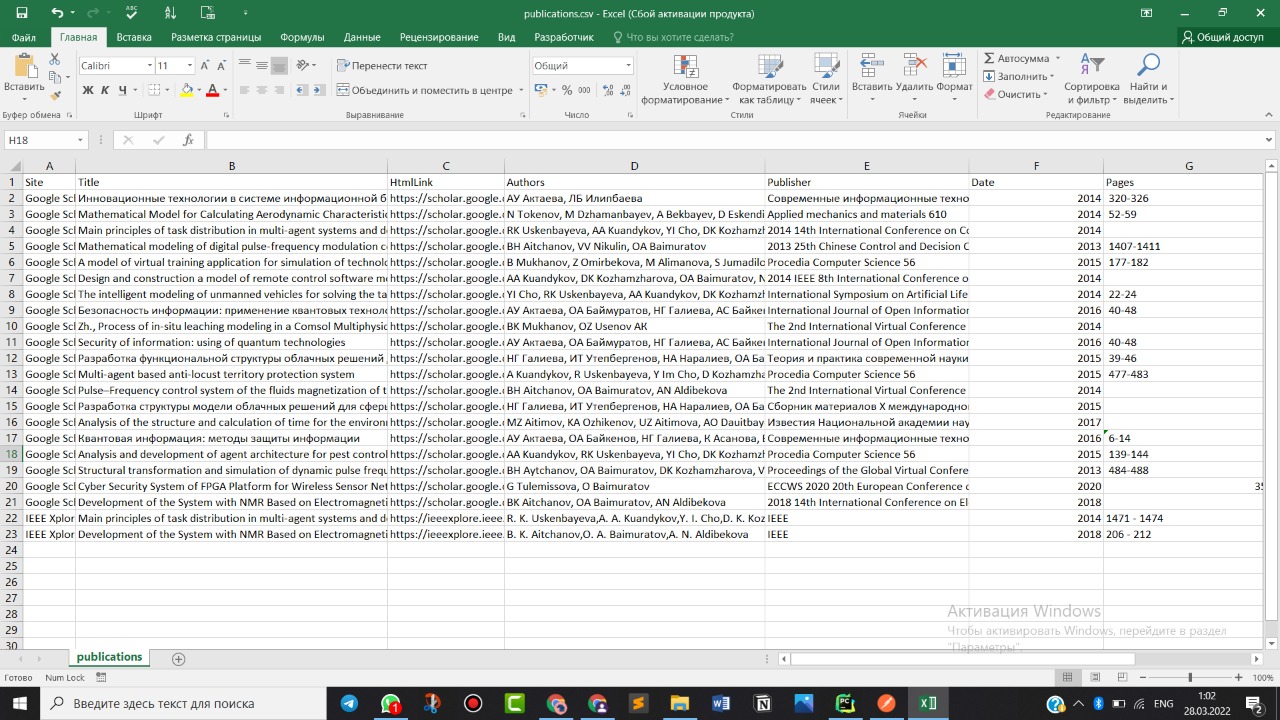 publications.csv - Excel (Сбой активации продукта)
Файл Главная Вставка Разметка страницы Формулы Данные Рецензирование Вид Разработчик Что вы хотите сделать? Общий доступ
Вставить Calibri 11 Перенести текст Общий Условное форматирование Форматировать как таблицу Стили ячеек Вставить Удалить Формат Автосумма Сортировка и фильтр Найти и выделить
Ж К Ч Объединить и поместить в центре % 000 Заполнить
Очистить
Буфер обмена Шрифт Выравнивание Число Стили Ячейки Редактирование
H18 fx
A B C D E F G
1 Site Title HtmlLink Authors Publisher Date Pages
2 Google Scl Инновационные технологии в системе информационной б https://scholar.google.c АУ Актаева, ЛБ Илипбаева Современные информационные техно 2014 320-326
3 Google Scl Mathematical Model for Calculating Aerodynamic Characteristic https://scholar.google.c N Tokenov, M Dzhamanbayev, A Bekbayev, D Eskendi Applied mechanics and materials 610 2014 52-59
4 Google Scl Main principles of task distribution in multi-agent systems and de https://scholar.google.c RK Uskenbayeva, AA Kuandykov, YI Cho, DK Kozhamzh 2014 14th International Conference on Co 2014
5 Google Scl Mathematical modeling of digital pulse-frequency modulation c https://scholar.google.c BH Aitchanov, VV Nikulin, OA Baimuratov 2013 25th Chinese Control and Decision C 2013 1407-1411
6 Google Scl A model of virtual training application for simulation of technolo https://scholar.google.c B Mukhanov, Z Omirbekova, M Alimanova, S Jumadilo Procedia Computer Science 56 2015 177-182
7 Google Scl Design and construction a model of remote control software m https://scholar.google.c AA Kuandykov, DK Kozhamzharova, OA Baimuratov, N 2014 IEEE 8th International Conference o 2014
8 Google Scl The intelligent modeling of unmanned vehicles for solving the ta https://scholar.google.c YI Cho, RK Uskenbayeva, AA Kuandykov, DK Kozhamzh International Symposium on Artificial Life 2014 22-24
9 Google Scl Безопасность информации: применение квантовых технол https://scholar.google.c АУ Актаева, ОА Баймуратов, НГ Галиева, АС Байкен International Journal of Open Information 2016 40-48
10 Google Scl Zh., Process of in-situ leaching modeling in a Comsol Multiphysic https://scholar.google.c BK Mukhanov, OZ Usenov AK The 2nd International Virtual Conference 2014
11 Google Scl Security of information: using of quantum technologies https://scholar.google.c АУ Актаева, ОА Баймуратов, НГ Галиева, АС Байкен International Journal of Open Information 2016 40-48
12 Google Scl Разработка функциональной структуры облачных решений https://scholar.google.c НГ Галиева, ИТ Утепбергенов, НА Наралиев, ОА Ба Теория и практика современной науки 2015 39-46
13 Google Scl Multi-agent based anti-locust territory protection system https://scholar.google.c A Kuandykov, R Uskenbayeva, Y Im Cho, D Kozhamzha Procedia Computer Science 56 2015 477-483
14 Google Scl Pulse–Frequency control system of the fluids magnetization of t https://scholar.google.c BH Aitchanov, OA Baimuratov, AN Aldibekova The 2nd International Virtual Conference 2014
15 Google Scl Разработка структуры модели облачных решений для сферы https://scholar.google.c НГ Галиева, ИТ Утепбергенов, НА Наралиев, ОА Ба Сборник материалов X международно 2015
16 Google Scl Analysis of the structure and calculation of time for the environ https://scholar.google.c MZ Aitimov, KA Ozhikenov, UZ Aitimova, AO Dauitbay Известия Национальной академии нау 2017
17 Google Scl Квантовая информация: методы защиты информации https://scholar.google.c АУ Актаева, ОА Байкенов, НГ Галиева, К Асанова, Е Современные информационные техно 2016 6-14
18 Google Scl Analysis and development of agent architecture for pest control https://scholar.google.c AA Kuandykov, RK Uskenbayeva, YI Cho, DK Kozhamzh Procedia Computer Science 56 2015 139-144
19 Google Scl Structural transformation and simulation of dynamic pulse frequ https://scholar.google.c BH Aytchanov, OA Baimuratov, DK Kozhamzharova, V Proceedings of the Global Virtual Confere 2013 484-488
20 Google Scl Cyber Security System of FPGA Platform for Wireless Sensor Net https://scholar.google.c G Tulemissova, O Baimuratov ECCWS 2020 20th European Conference o 2020 35
21 Google Scl Development of the System with NMR Based on Electromagneti https://scholar.google.c BK Aitchanov, OA Baimuratov, AN Aldibekova 2018 14th International Conference on El 2018
22 IEEE Xplor Main principles of task distribution in multi-agent systems and de https://ieeexplore.ieee. R. K. Uskenbayeva,A. A. Kuandykov,Y. I. Cho,D. K. Koz IEEE 2014 1471 - 1474
23 IEEE Xplor Development of the System with NMR Based on Electromagneti https://ieeexplore.ieee. B. K. Aitchanov,O. A. Baimuratov,A. N. Aldibekova IEEE 2018 206 - 212
24
25
26
27
28
29
30
Активация Windows
Чтобы активировать Windows, перейдите в раздел
"Параметры".
publications
Готово Num Lock 100%
Введите здесь текст для поиска 1 ENG 1:02 28.03.2022 2